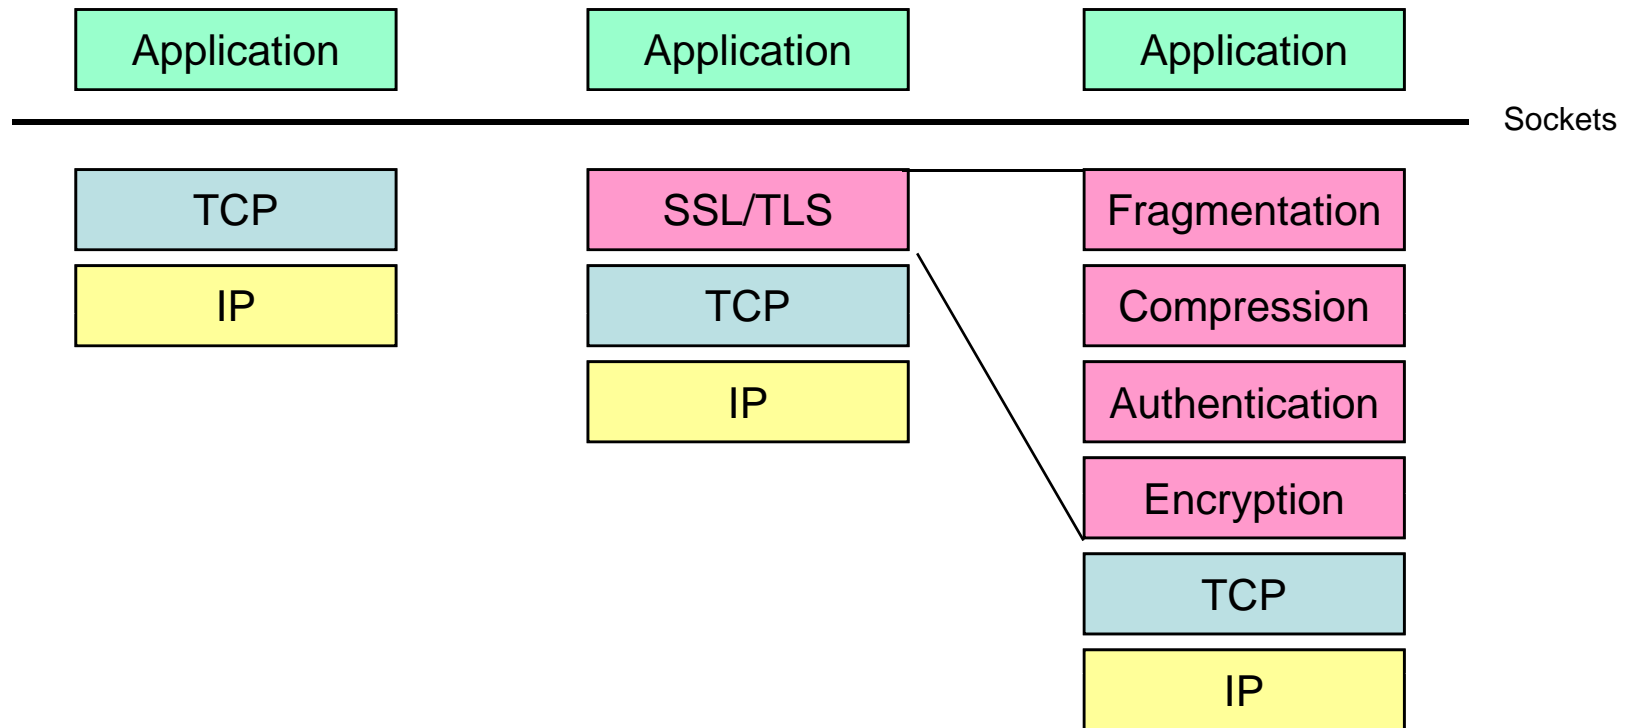 Application
Application
Application
Sockets
TCP
SSL/TLS
Fragmentation
IP
TCP
Compression
IP
Authentication
Encryption
TCP
IP